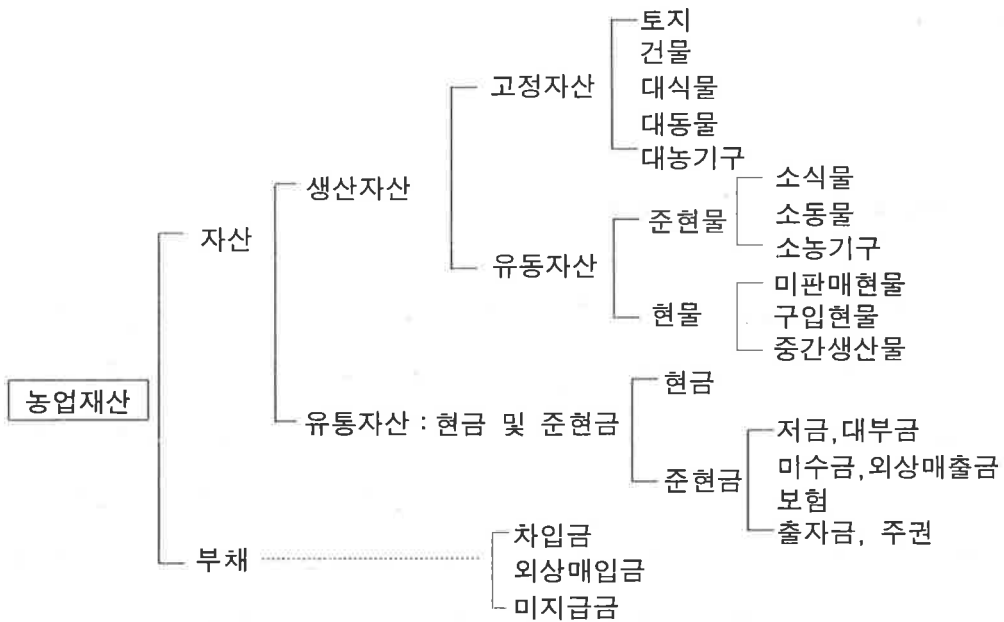 토지
건물
고정자산
대식물
대동물
대농기구
생산자산
소식물
준현물
소동물
자산
소농기구
유동자산
미판매현물
현물
구입현물
중간생산물
현금
농업재산
유통자산 : 현금 및 준현금
저금,대부금
준현금
미수금,외상매출금
보험
출자금, 주권
차입금
부채
외상매입금
미지급금